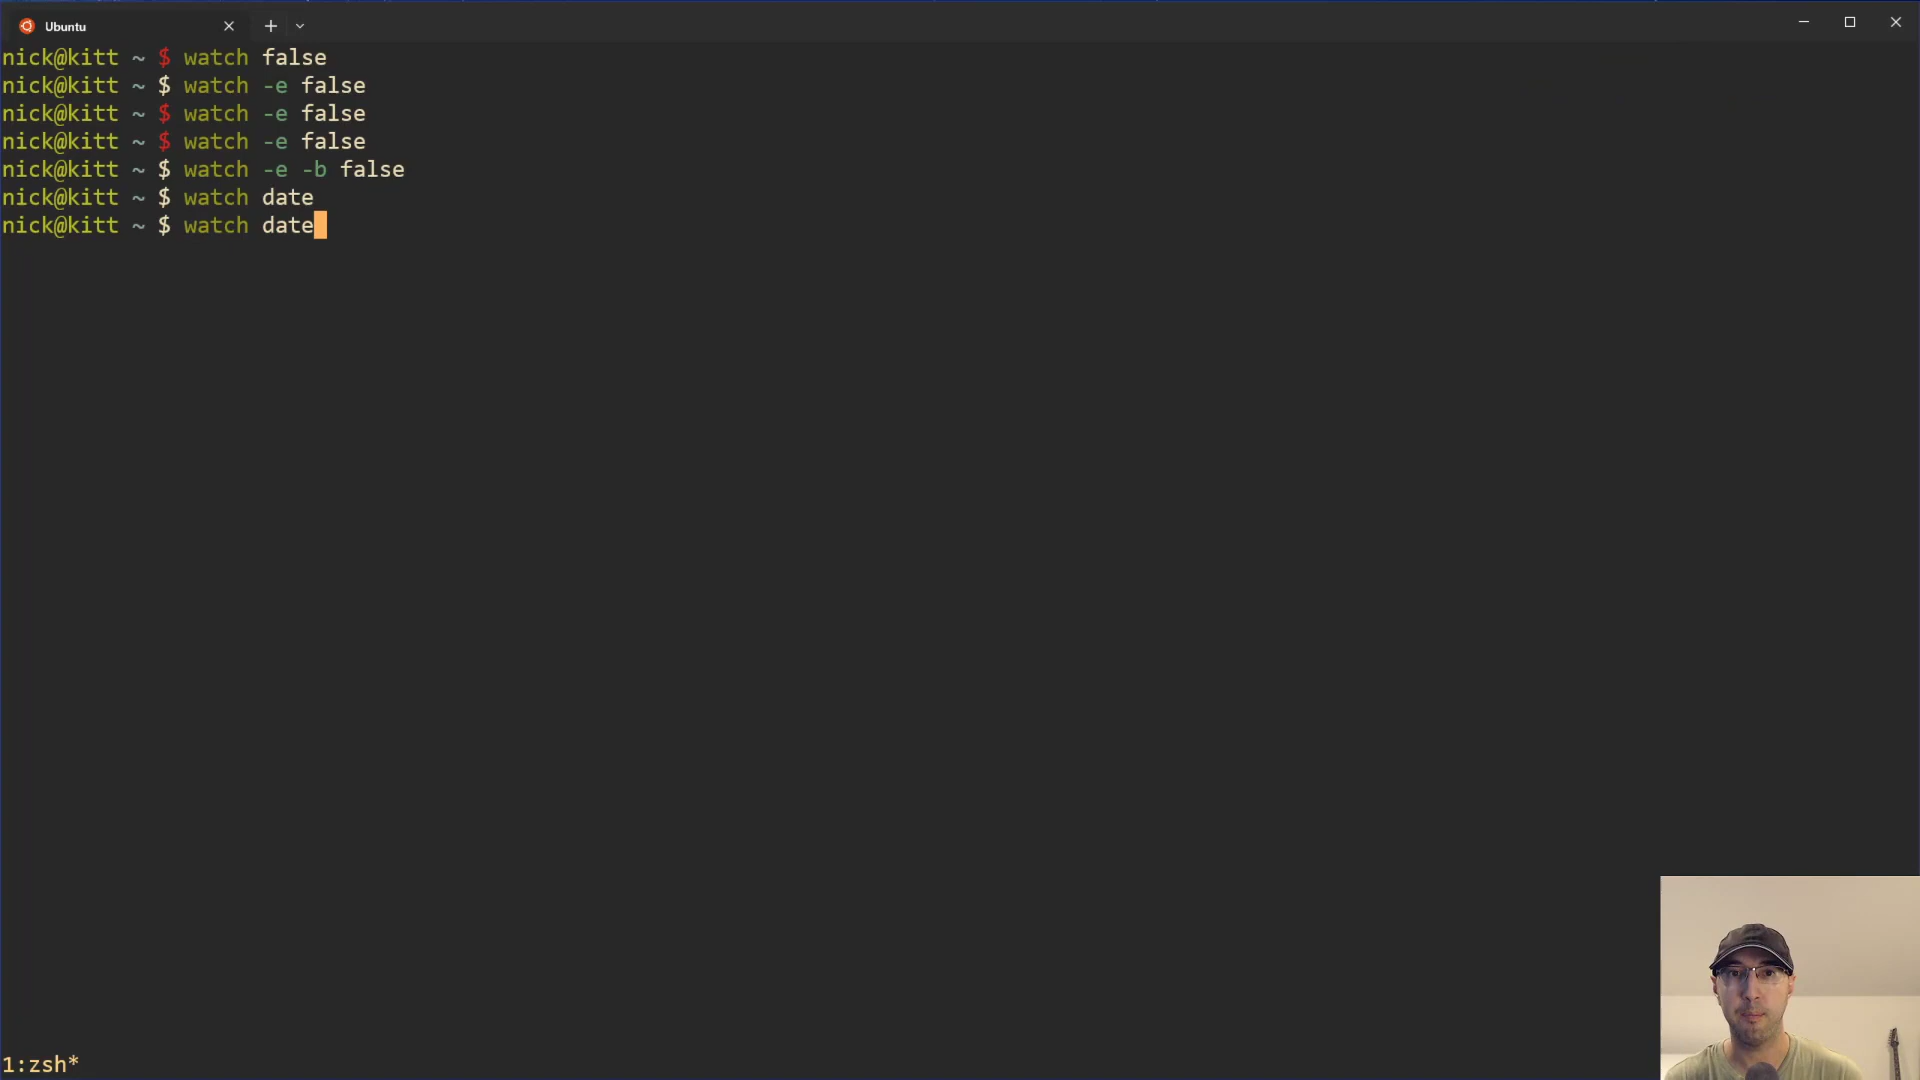 Ubuntu
nick@kitt ~ $ watch false
nick@kitt ~ $ watch -e false
nick@kitt ~ $ watch -e false
nick@kitt ~ $ watch -e false
nick@kitt ~ $ watch -e -b false
nick@kitt ~ $ watch date
nick@kitt ~ $ watch date
1:zsh*